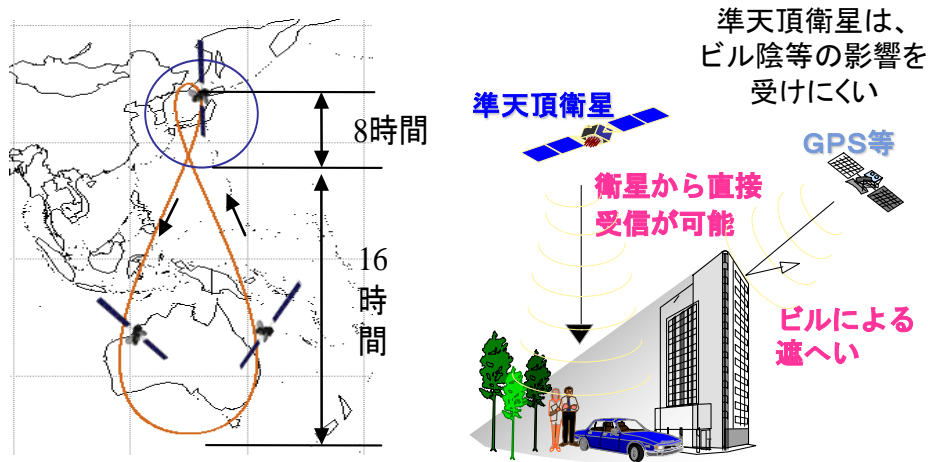 8時間
16
時
間
準天頂衛星は、
ビル陰等の影響を
受けにくい
準天頂衛星
GPS等
衛星から直接
受信が可能
ビルによる
遮へい